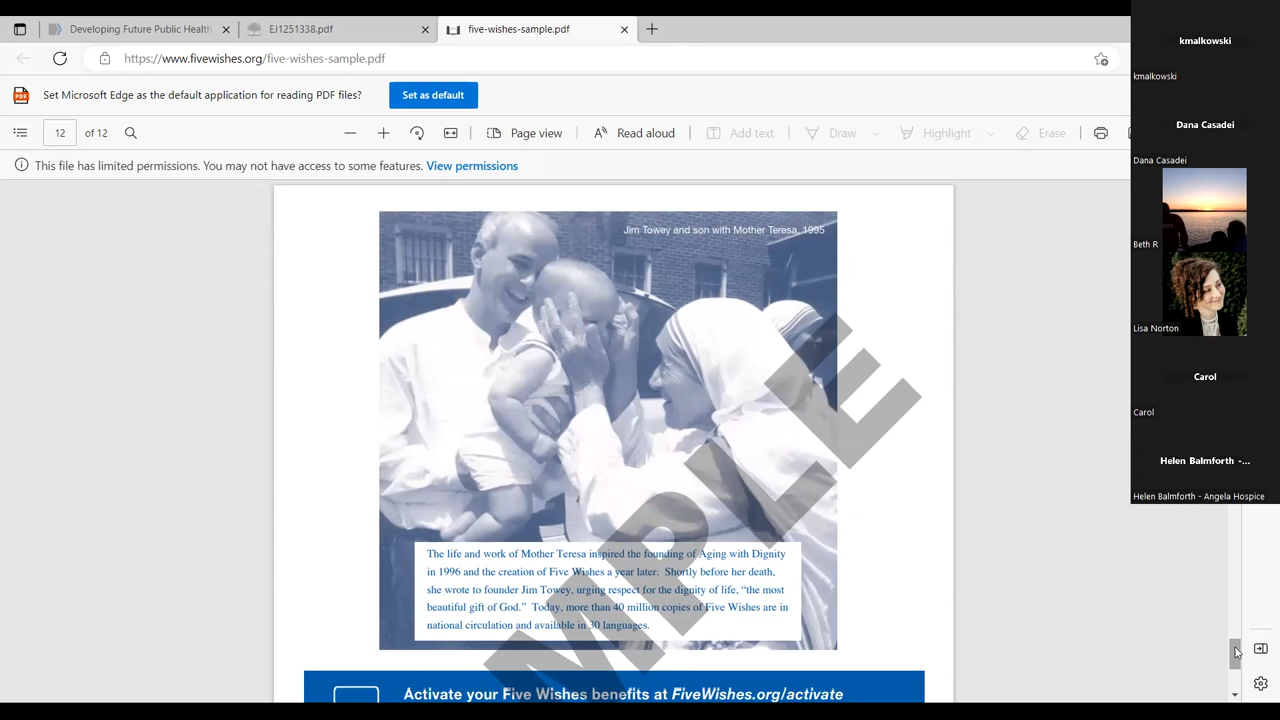 Developing Future Public Health
EJ1251338.pdf
five-wishes-sample.pdf
https://www.fivewishes.org/five-wishes-sample.pdf
Set Microsoft Edge as the default application for reading PDF files?
Set as default
12 of 12
Page view
Read aloud
Add text
Draw
Highlight
Erase
This file has limited permissions. You may not have access to some features. View permissions
Jim Towey and son with Mother Teresa, 1995
The life and work of Mother Teresa inspired the founding of Aging with Dignity
in 1996 and the creation of Five Wishes a year later. Shortly before her death,
she wrote to founder Jim Towey, urging respect for the dignity of life, “the most
beautiful gift of God.” Today, more than 40 million copies of Five Wishes are in
national circulation and available in 30 languages.
MPLE
Activate your Five Wishes benefits at FiveWishes.org/activate
kmalkowski
kmalkowski
Dana Casadei
Dana Casadei
Beth R
Lisa Norton
Carol
Carol
Helen Balmforth -...
Helen Balmforth - Angela Hospice